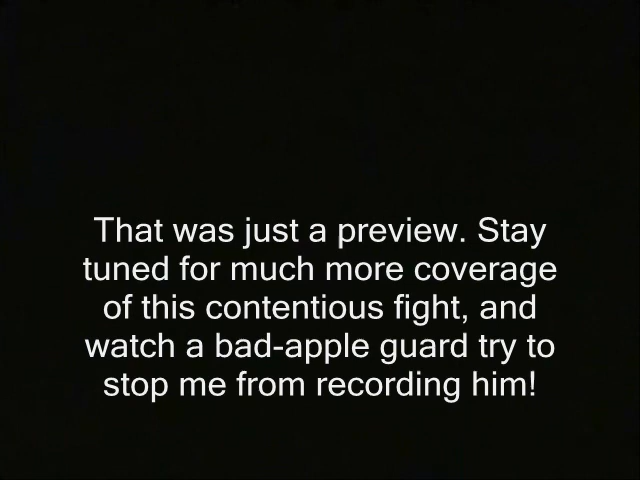 That was just a preview. Stay
tuned for much more coverage
of this contentious fight, and
watch a bad-apple guard try to
stop me from recording him!